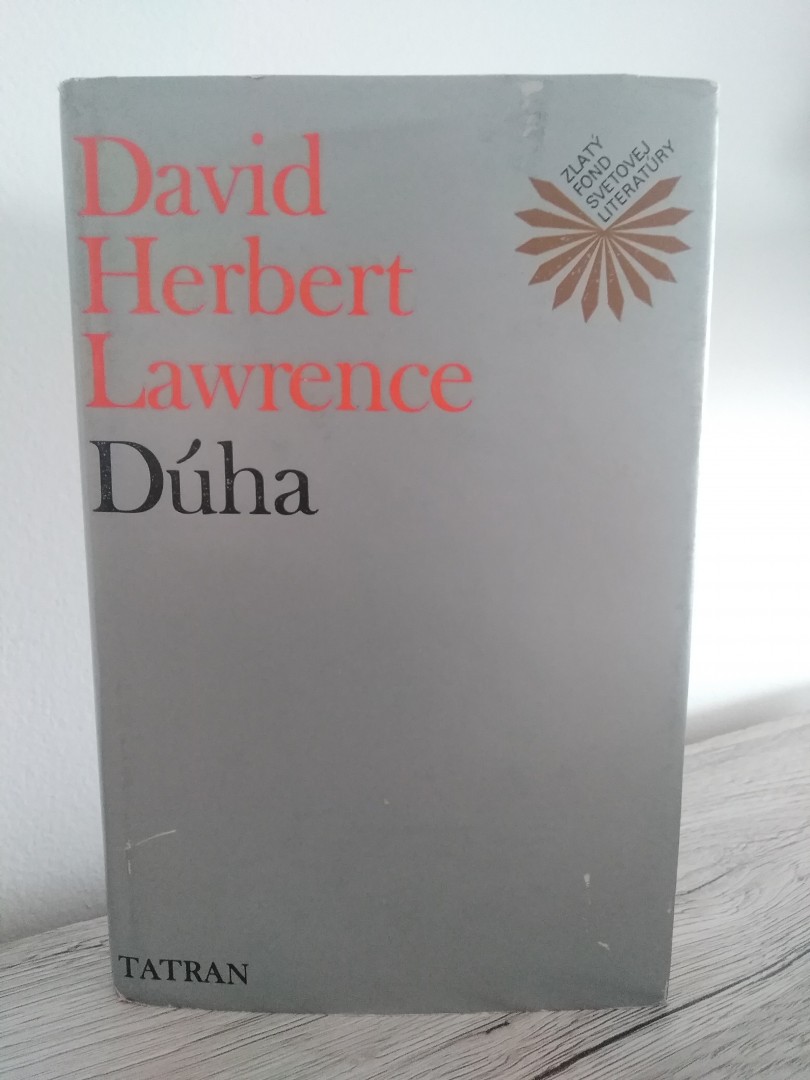 David
Herbert
Lawrence
Dúha
ZLATÝ
FOND
SVETOVEJ
LITERATÚRY
TATRAN